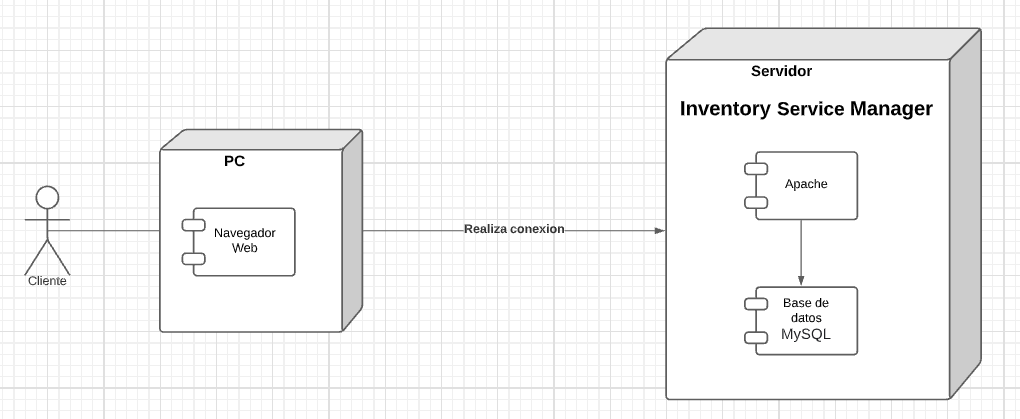 Cliente
PC
Navegador
Web
Realiza conexion
Servidor
Inventory Service Manager
Apache
Base de
datos
MySQL